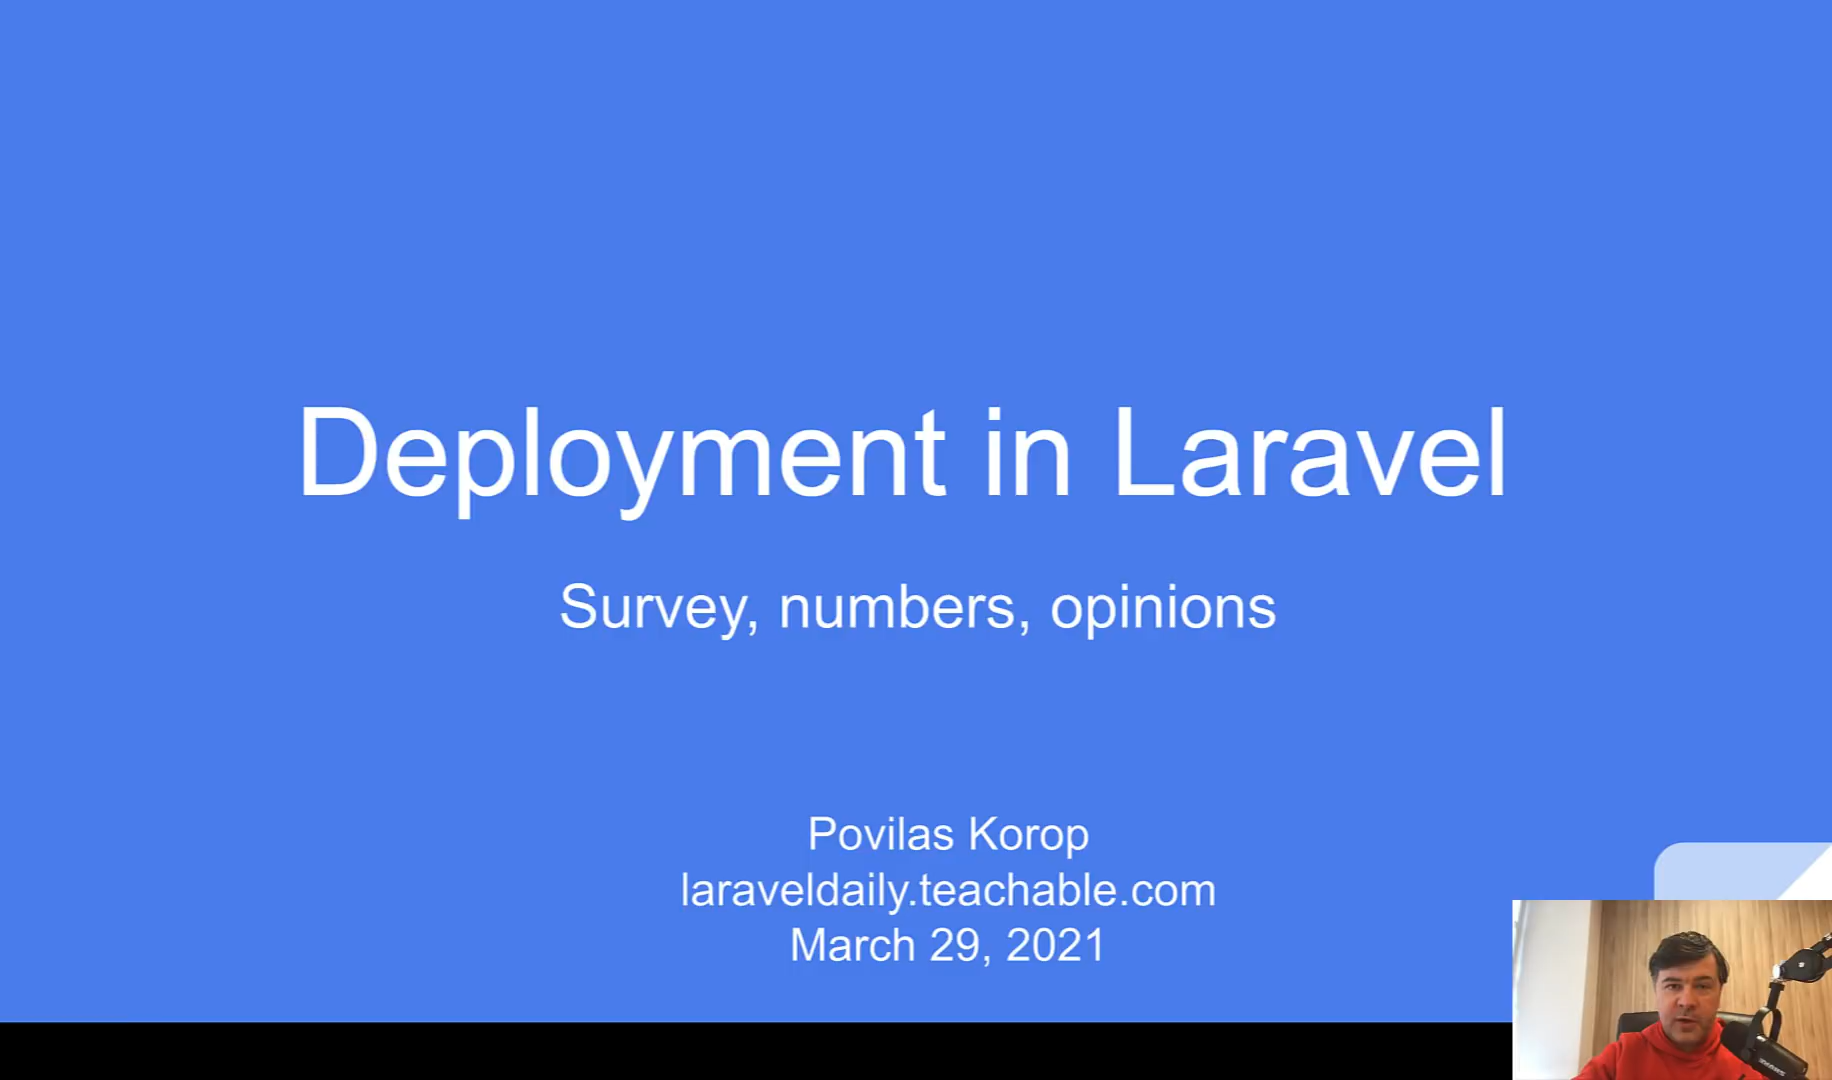 Deployment in Laravel
Survey, numbers, opinions
Povilas Korop
laraveldaily.teachable.com
March 29, 2021